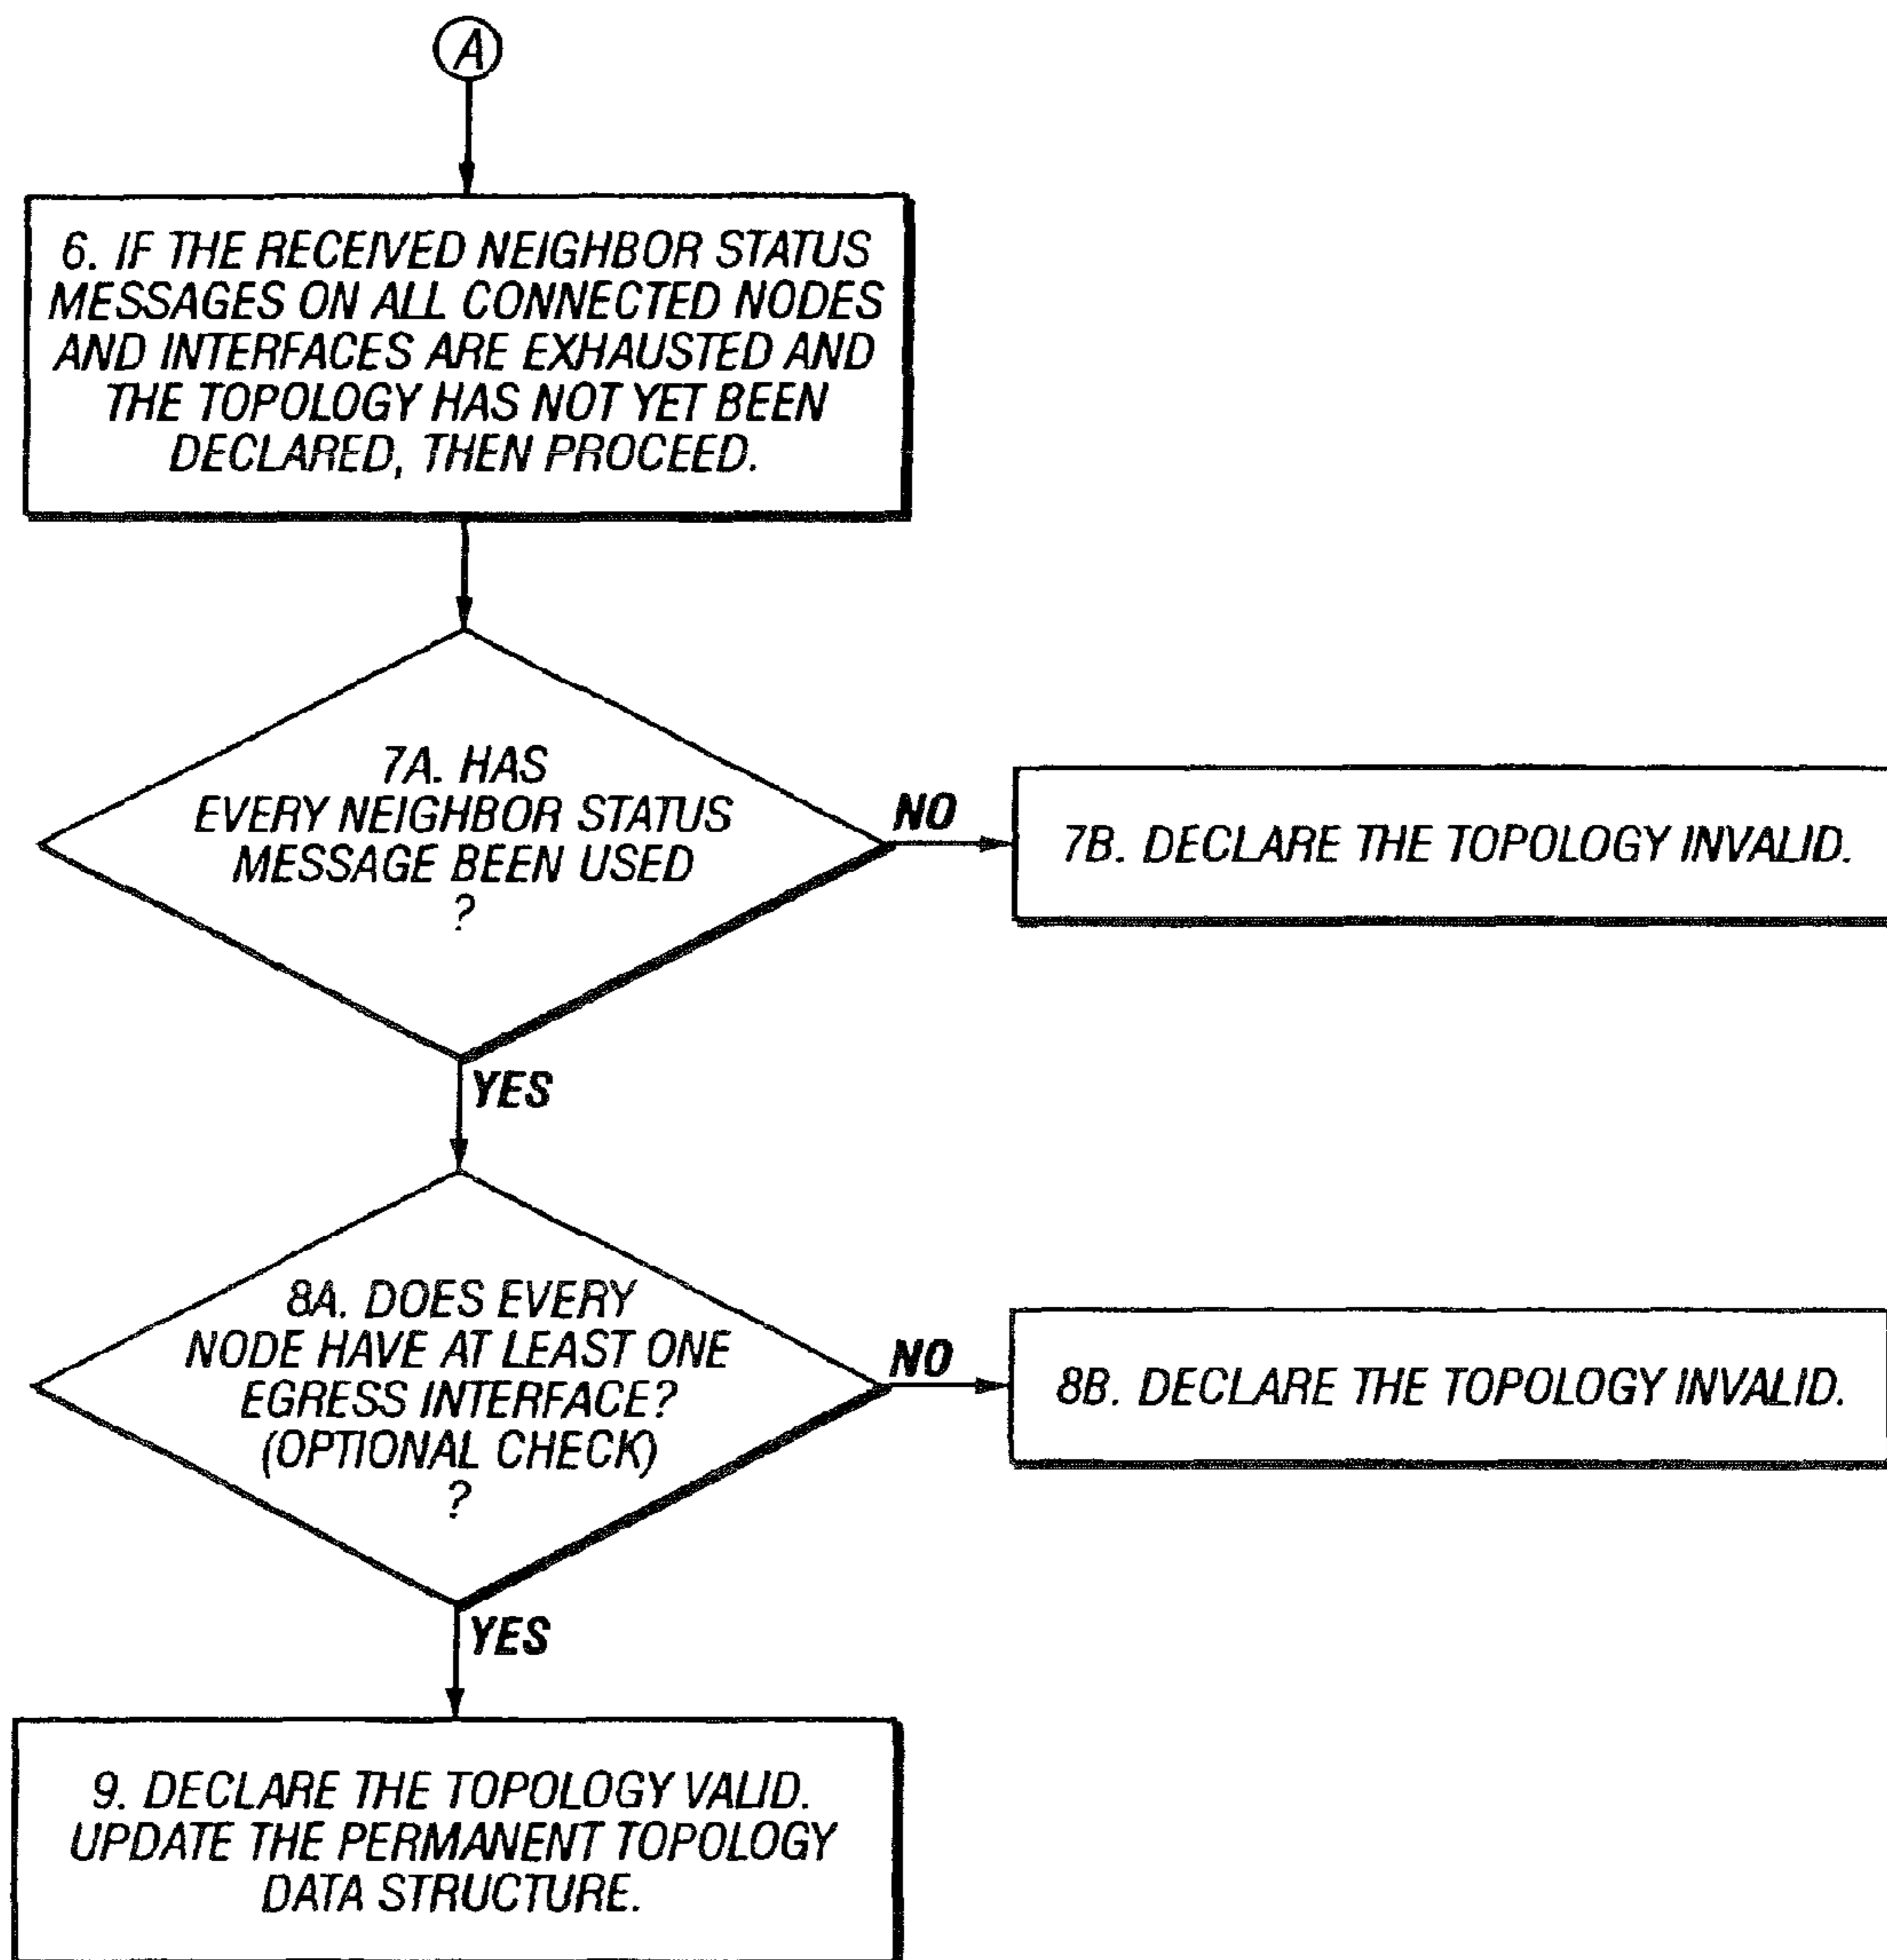 A
6. IF THE RECEIVED NEIGHBOR STATUS
MESSAGES ON ALL CONNECTED NODES
AND INTERFACES ARE EXHAUSTED AND
THE TOPOLOGY HAS NOT YET BEEN
DECLARED, THEN PROCEED.
7A. HAS
EVERY NEIGHBOR STATUS
MESSAGE BEEN USED
?
NO
7B. DECLARE THE TOPOLOGY INVALID.
YES
8A. DOES EVERY
NODE HAVE AT LEAST ONE
EGRESS INTERFACE?
(OPTIONAL CHECK)
?
NO
8B. DECLARE THE TOPOLOGY INVALID.
YES
9. DECLARE THE TOPOLOGY VALID.
UPDATE THE PERMANENT TOPOLOGY
DATA STRUCTURE.